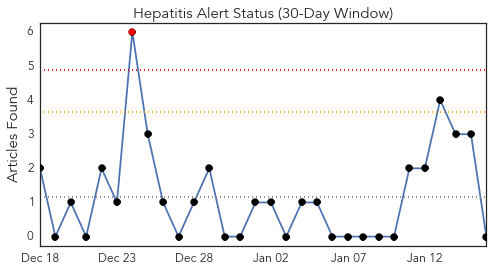 Hepatitis Alert Status (30-Day Window)
Articles Found
6
5
4
3
2
1
0
Dec 18 Dec 23 Dec 28 Jan 02 Jan 07 Jan 12